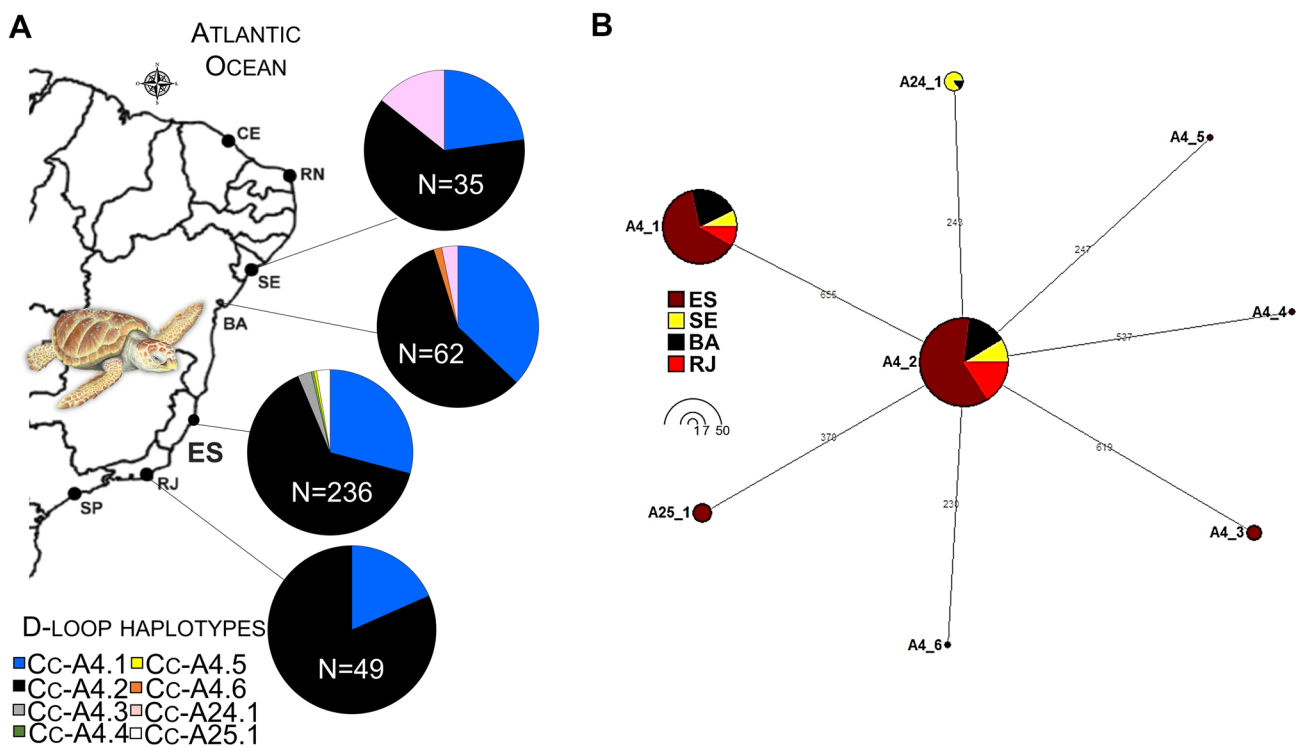 A
ATLANTIC
OCEAN
N
O
L
S
CE
RN
SE
BA
ES
RJ
SP
N=35
N=62
N=236
N=49
D-LOOP HAPLOTYPES
CC-A4.1
CC-A4.5
CC-A4.2
CC-A4.6
CC-A4.3
CC-A24.1
CC-A4.4
CC-A25.1
B
A24_1
A4_5
A4_1
A4_4
A4_2
A25_1
A4_3
A4_6
243
247
655
537
370
619
230
ES
SE
BA
RJ
1 7 50